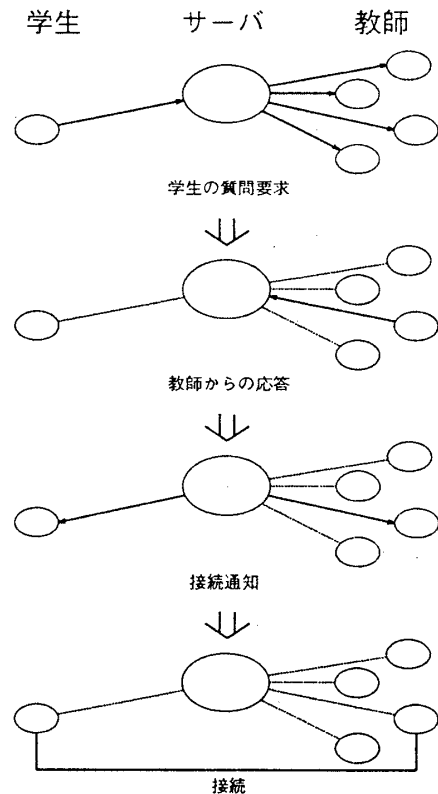 学生 サーバ 教師
学生の質問要求
教師からの応答
接続通知
接続